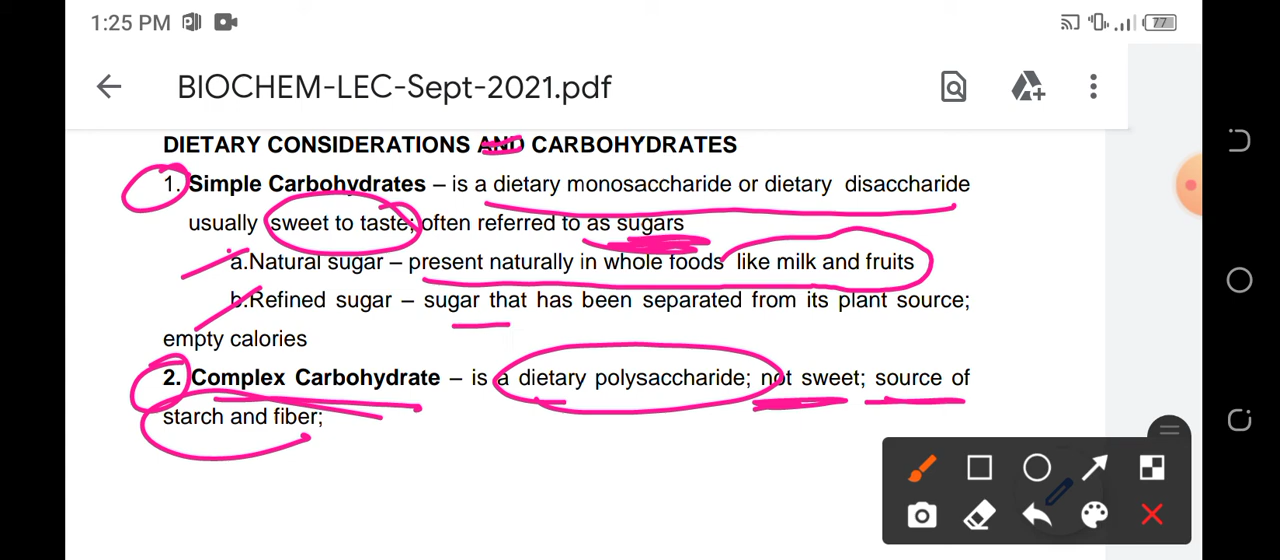 1:25 PM
77
BIOCHEM-LEC-Sept-2021.pdf
DIETARY CONSIDERATIONS AND CARBOHYDRATES
1. Simple Carbohydrates – is a dietary monosaccharide or dietary disaccharide
usually sweet to taste; often referred to as sugars
a.Natural sugar – present naturally in whole foods like milk and fruits
b.Refined sugar – sugar that has been separated from its plant source;
empty calories
2. Complex Carbohydrate – is a dietary polysaccharide; not sweet; source of
starch and fiber;